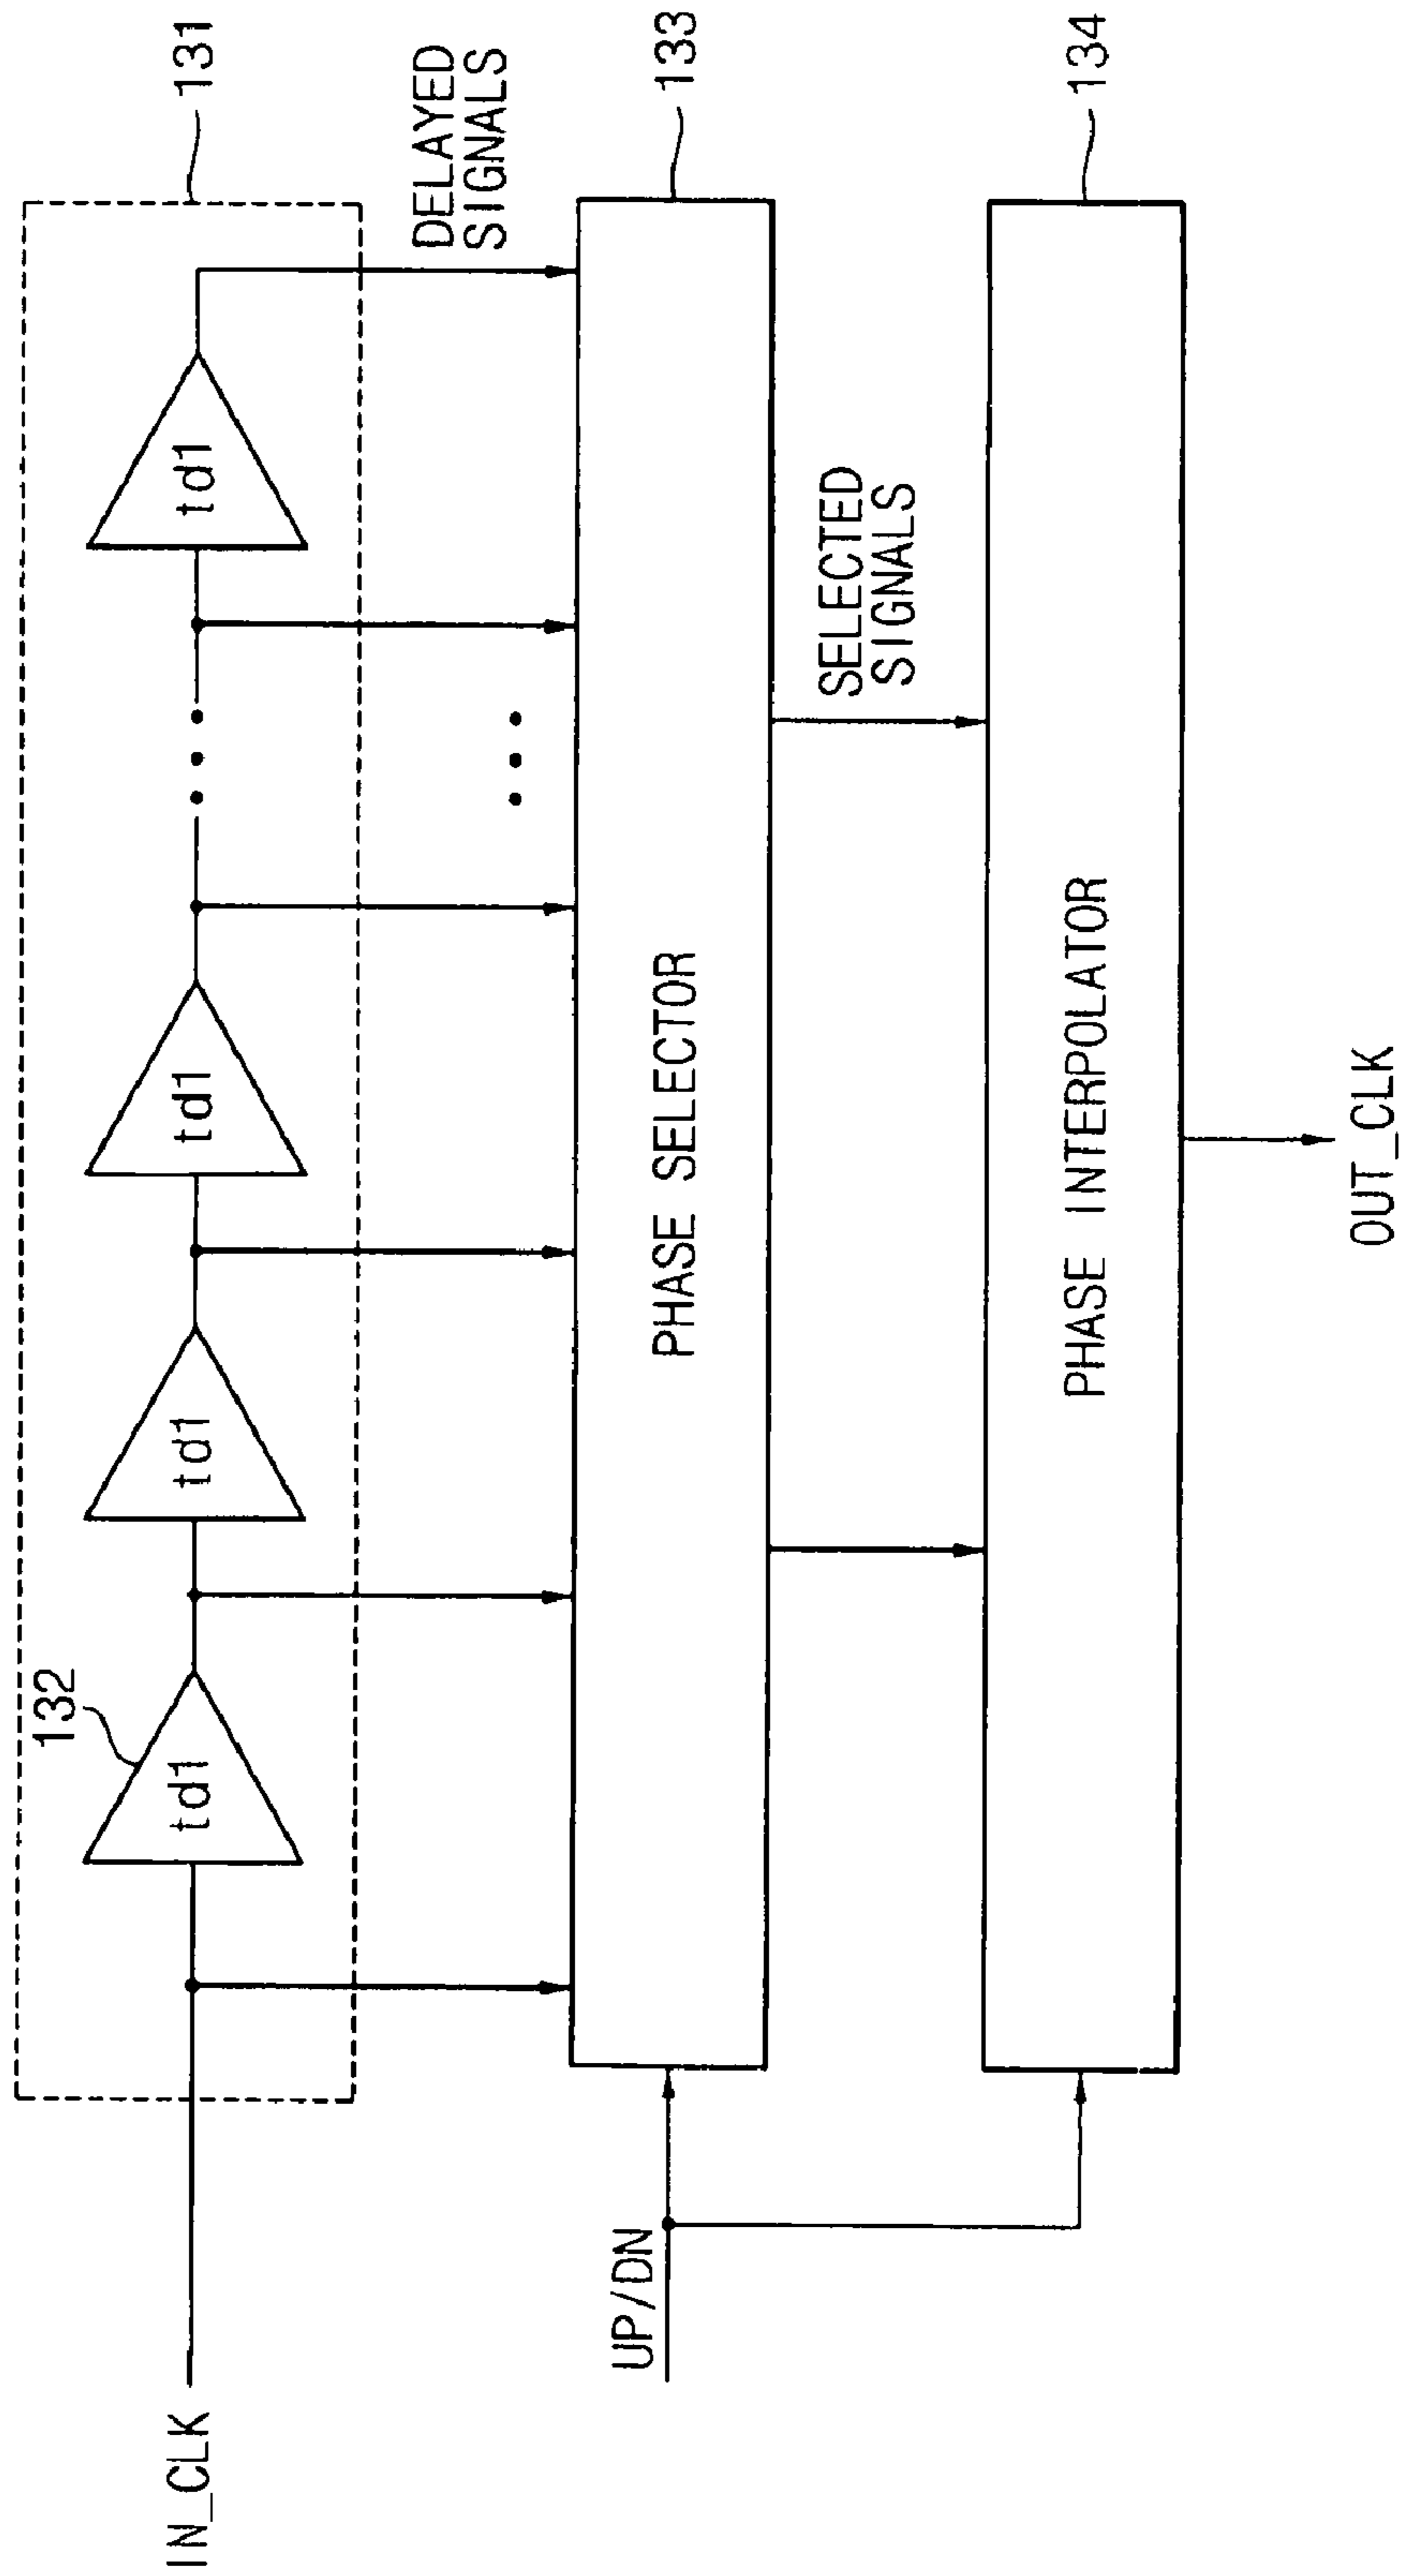 131
132
td1
td1
td1
td1
DELAYED
SIGNALS
133
PHASE SELECTOR
SELECTED
SIGNALS
134
PHASE INTERPOLATOR
IN_CLK
UP/DN
OUT_CLK